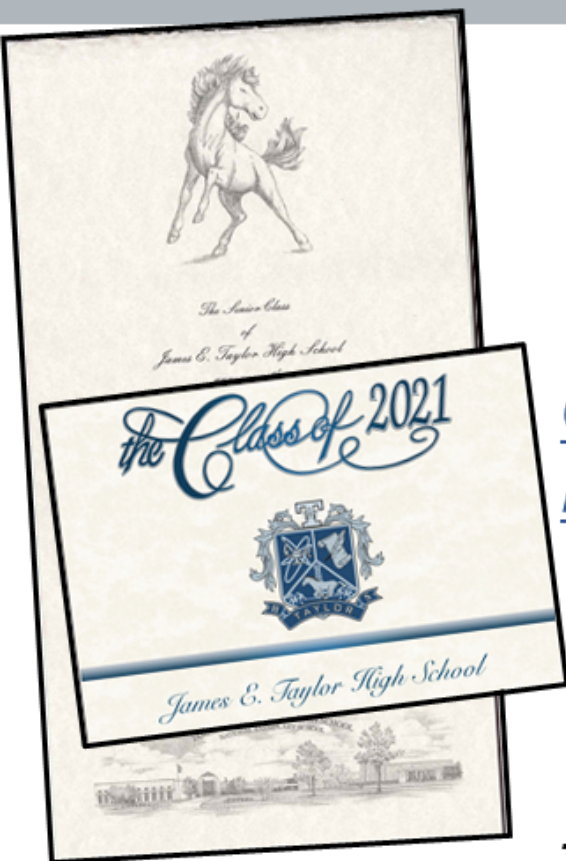 The Senior Class
of
James E. Taylor High School
the Class of 2021
T
TAYLOR
James E. Taylor High School